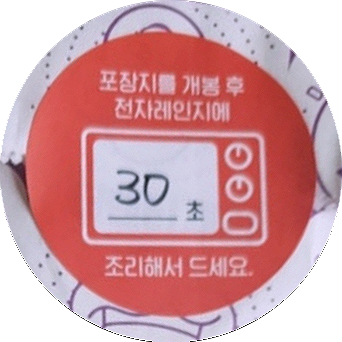 포장지를 개봉 후
전자레인지에
30 초
조리해서 드세요.